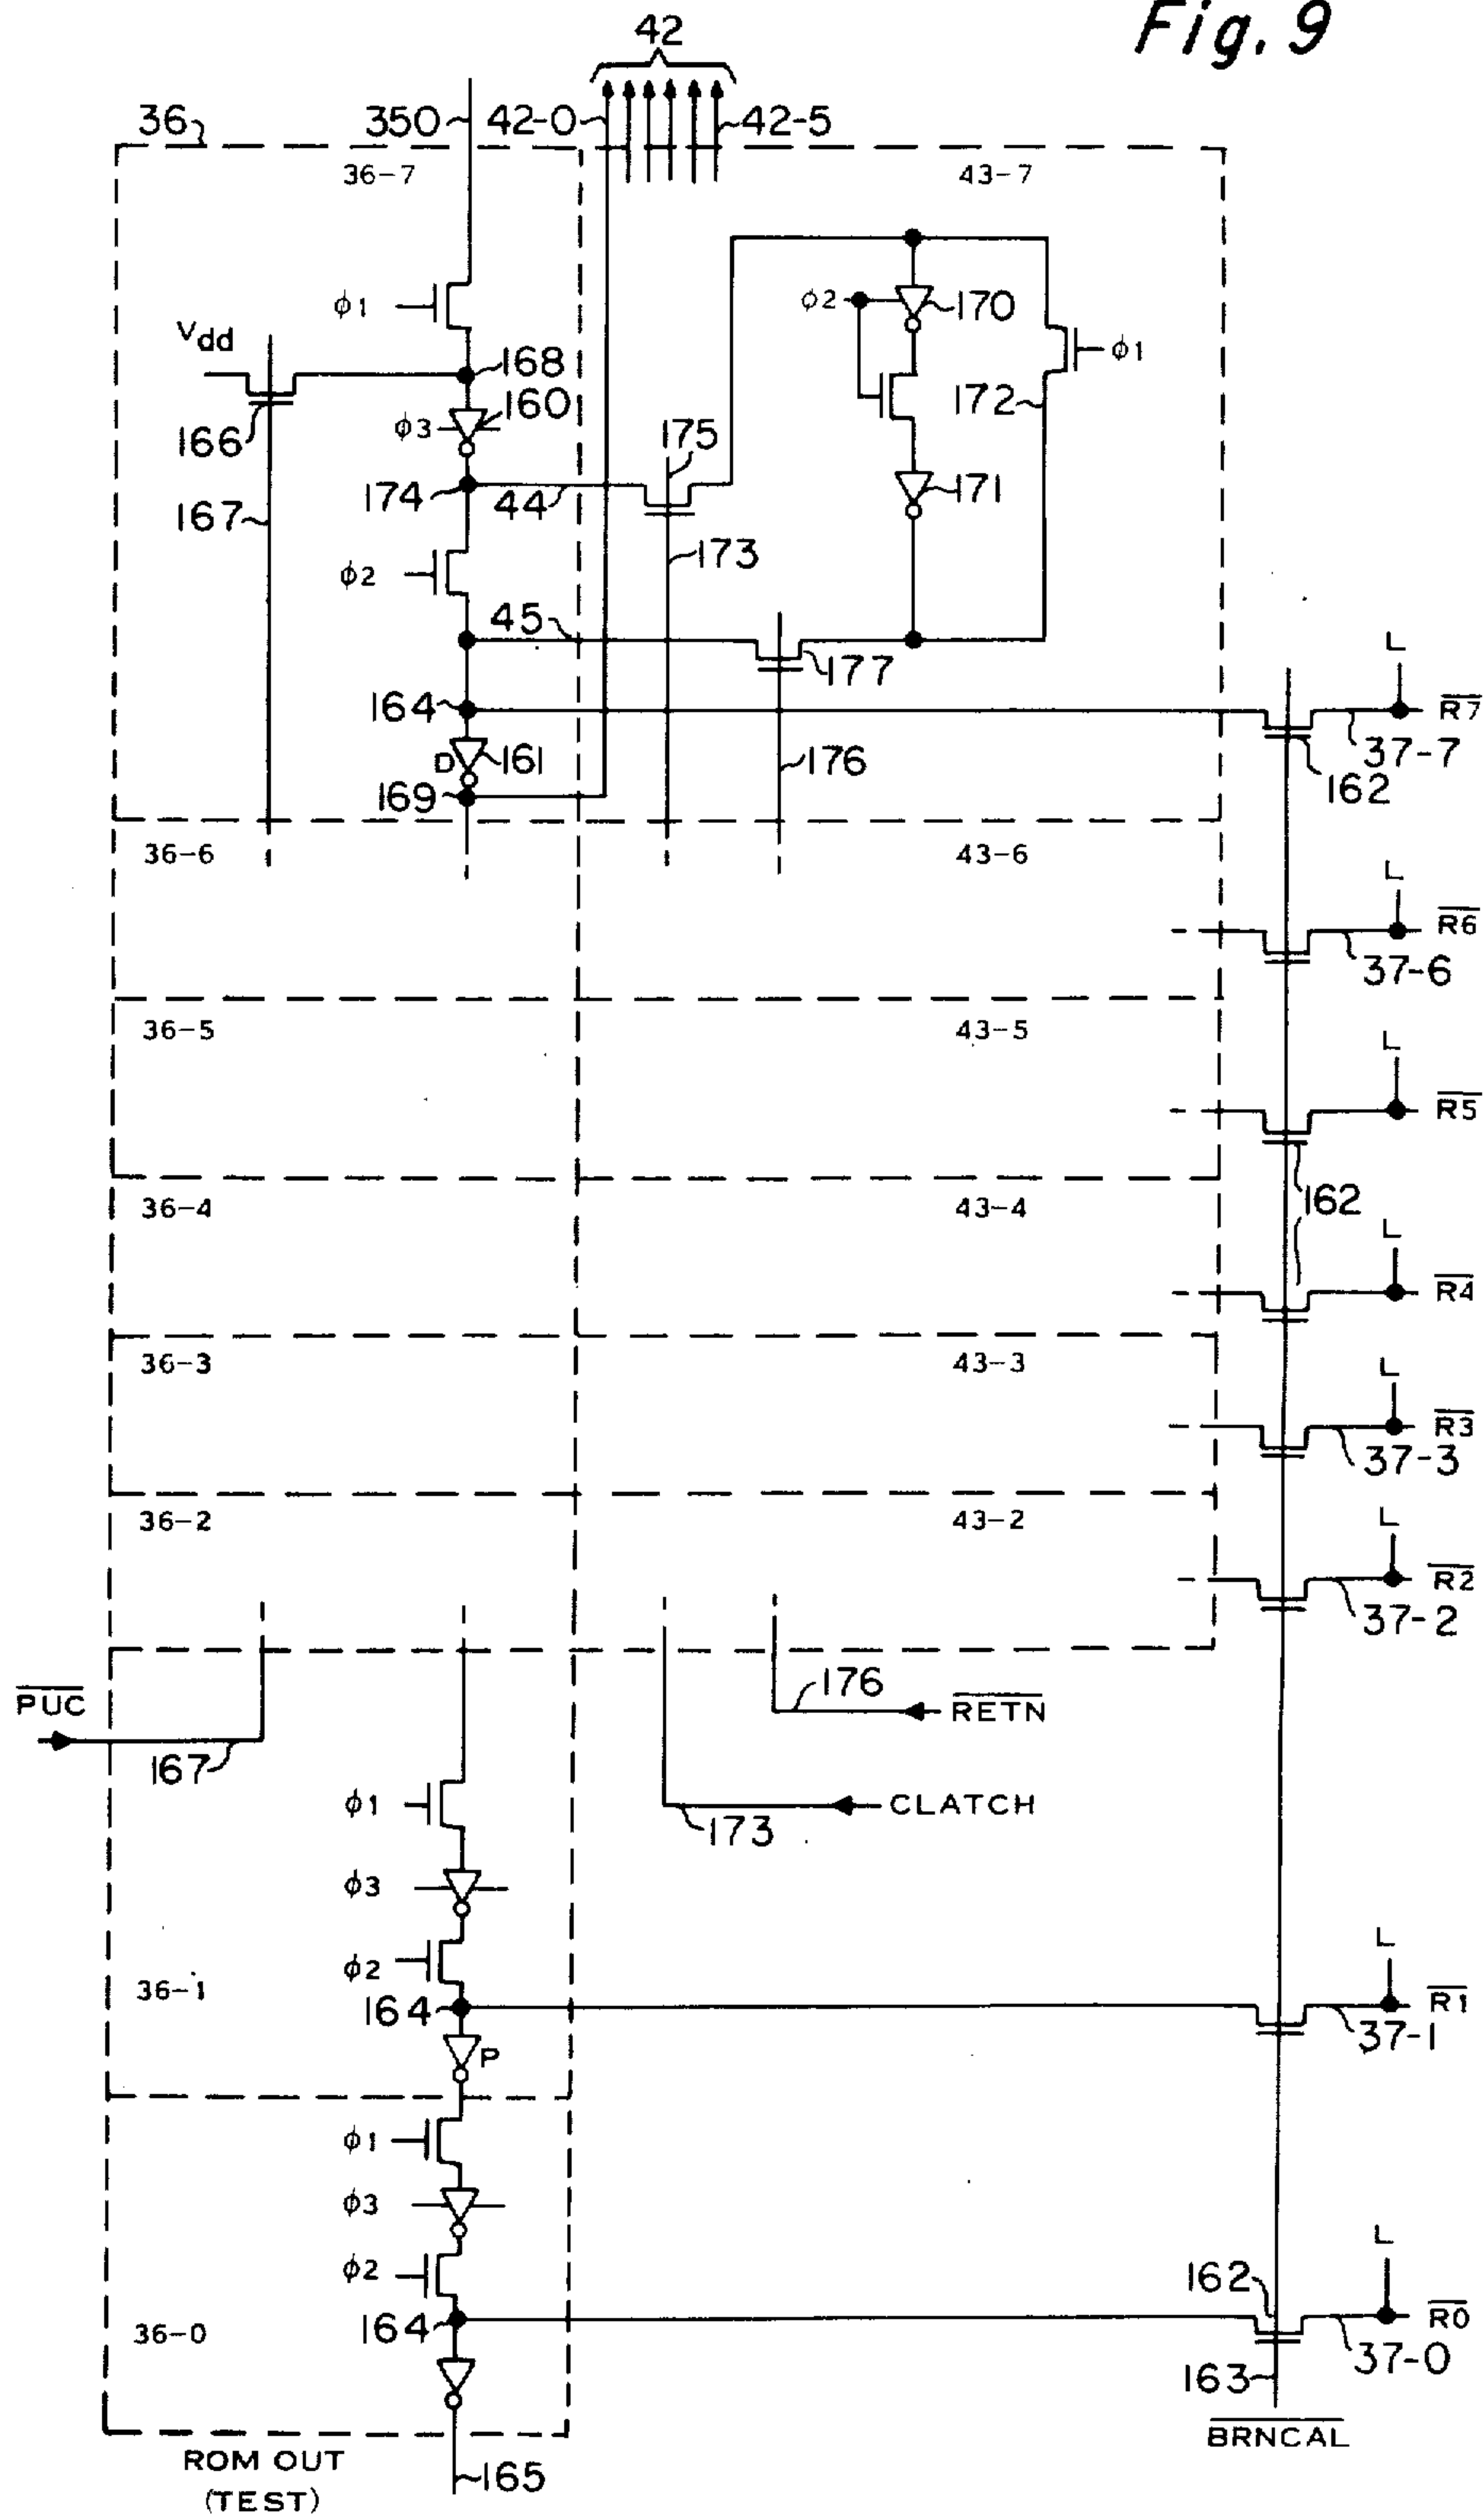 Fig. 9
42
36 350 42-0 42-5
36-7 43-7
φ1 φ2 170
Vdd 168 φ1
φ3 160 172
166 175
174 44 171
167 173
φ2
45 177 L
164 R7
D 161 176 37-7
169 162
36-6 43-6 L
R6
37-6
36-5 43-5 L
R5
36-4 43-4 162
L
R4
36-3 43-3 L
R3
37-3
36-2 43-2 L
R2
37-2
PUC 176 RETN
167
φ1 CLATCH
173
φ3
L
φ2
36-1 R1
164 37-1
P
φ1
φ3
L
φ2 162
36-0 164 R0
163 37-0
BRNCAL
ROM OUT
(TEST) 165